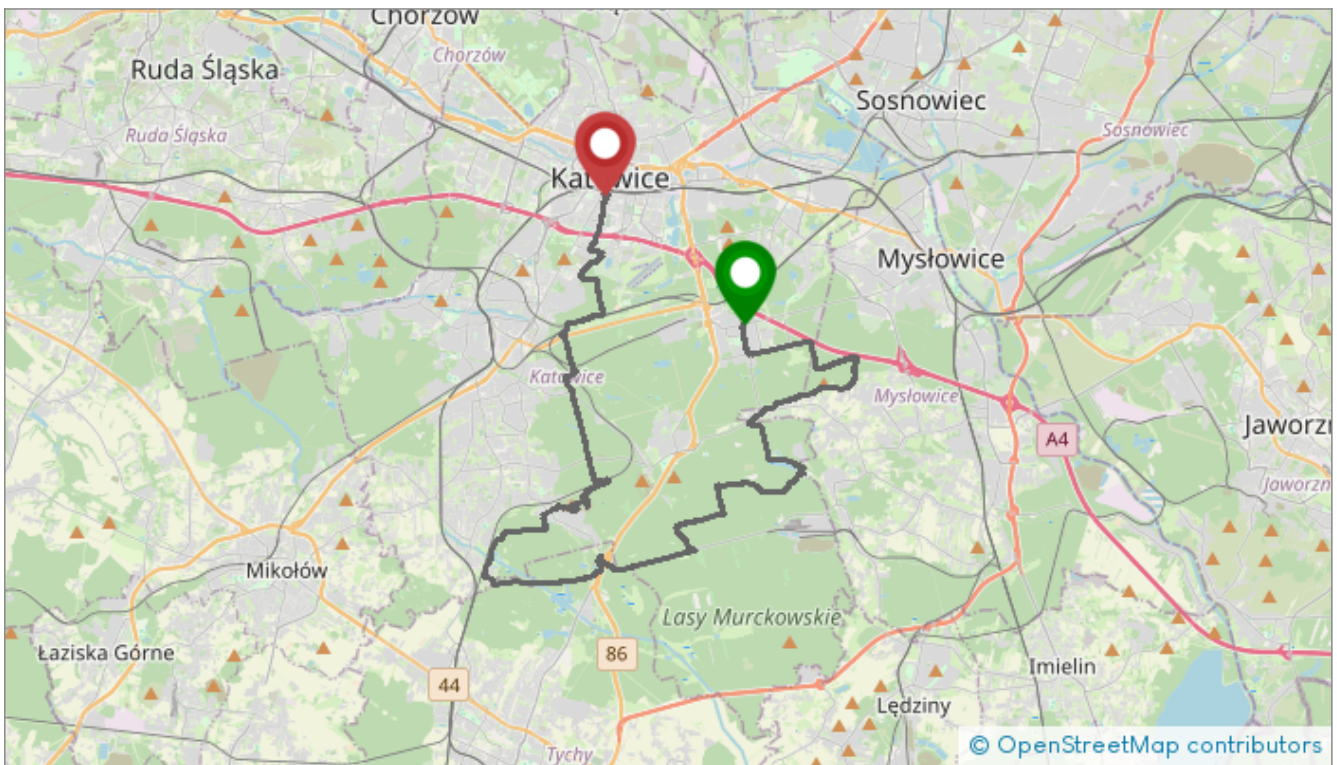 Chorzów
Ruda Śląska
Chorzów
Sosnowiec
Ruda Śląska
Sosnowiec
Katowice
Mysłowice
Katowice
Mysłowice
A4
Jaworzn
Jaworzn
Mikołów
Lasy Murckowskie
Łaziska Górne
86
Imielin
44
Lędziny
Tychy
© OpenStreetMap contributors